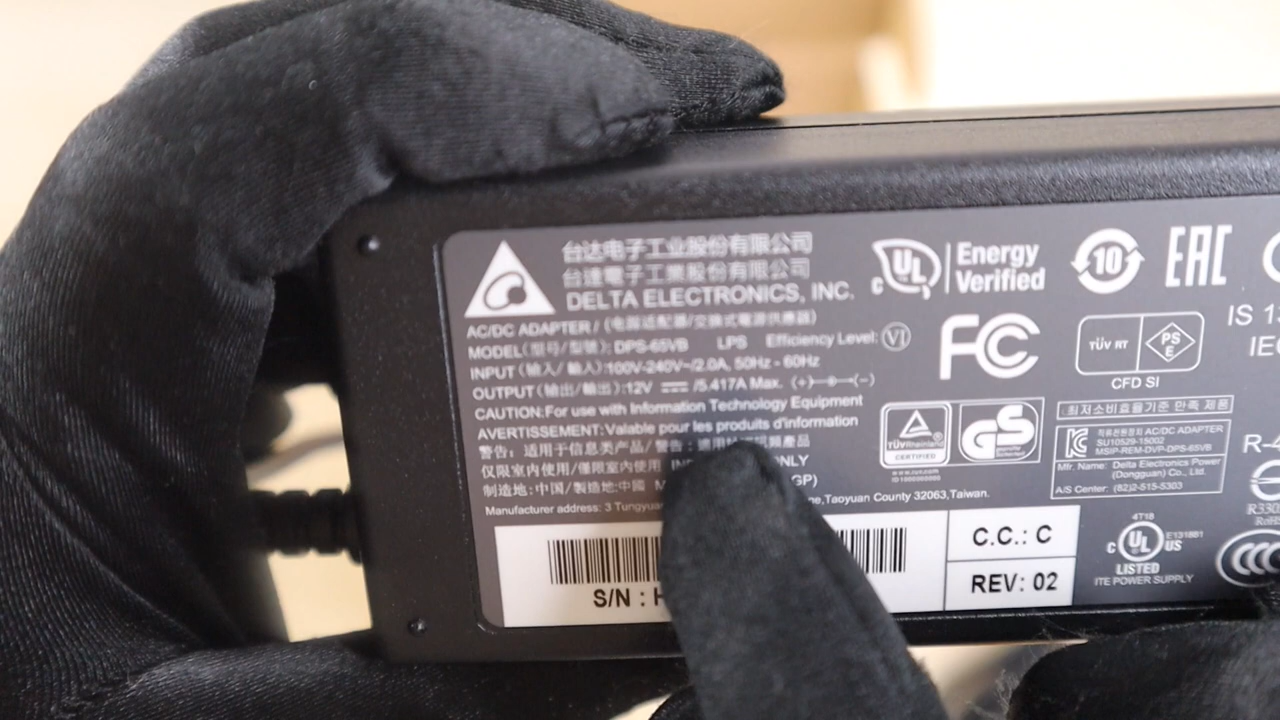 台达电子工业股份有限公司
台達電子工業股份有限公司
DELTA ELECTRONICS, INC.
AC/DC ADAPTER / (电源适配器/交換式電源供應器)
MODEL(型号/型號): DPS-65VB LPS Efficiency Level: VI
INPUT (输入/輸入):100V-240V~/2.0A, 50Hz - 60Hz
OUTPUT (输出/輸出):12V /5.417A Max. (+) (-)
CAUTION:For use with Information Technology Equipment
AVERTISSEMENT:Valable pour les produits d'information
警告: 适用于信息类产品/警告:
仅限室内使用/僅限室內使用
制造地: 中国/製造地:中國
Manufacturer address: 3 Taoyuan County 32063,Taiwan.
S/N : H
C.C.: C
REV: 02
c UL
Energy
Verified
10
EAC
FC
TÜV RT
PS
E
CFD SI
IS 1
IE
TÜVRheinland
CERTIFIED
www.tuv.com
GS
최저소비효율기준 만족 제품
AC/DC ADAPTER
SU10529-15002
MSIP-REM-DVP-DPS-65VB
Mfr. Name: Delta Electronics Power
(Dongguan) Co., Ltd.
A/S Center: (82)2-515-5303
R-
R330
4T18
c UL US
E131881
LISTED
ITE POWER SUPPLY